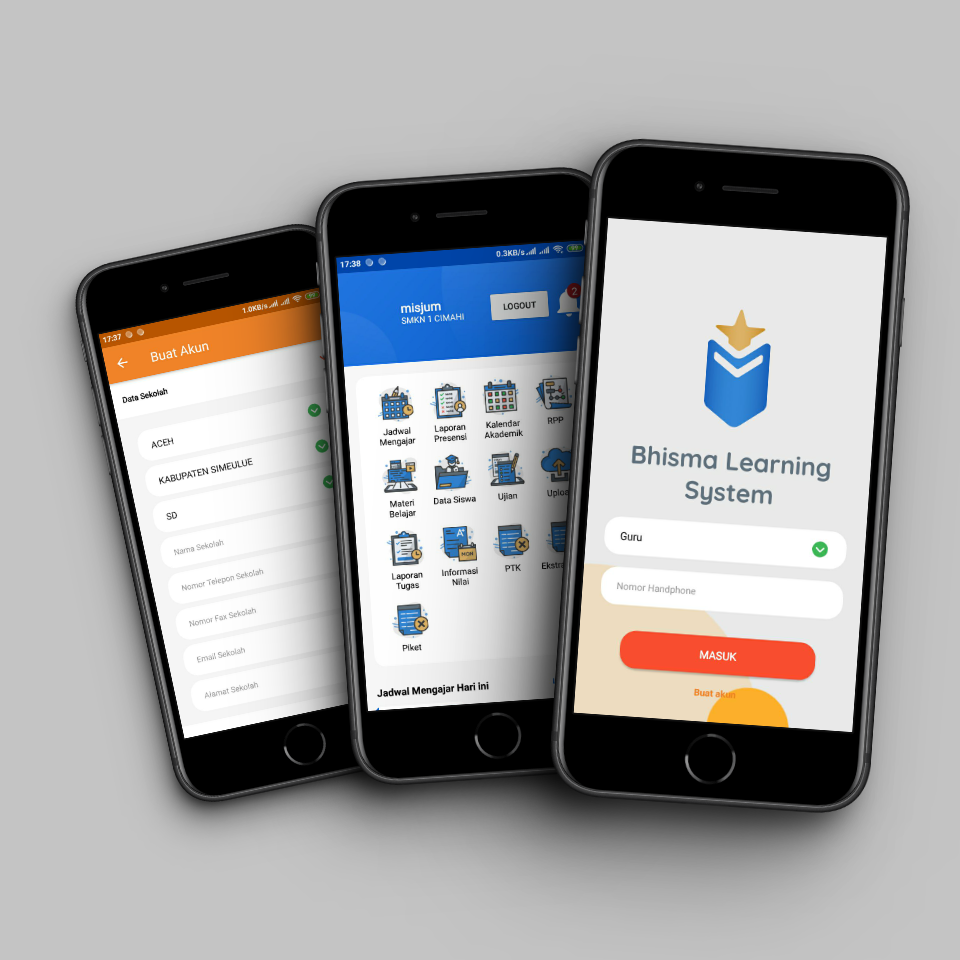 17:37
1.0KB/s
Buat Akun
Data Sekolah
ACEH
KABUPATEN SIMEULUE
SD
Nama Sekolah
Nomor Telepon Sekolah
Nomor Fax Sekolah
Email Sekolah
Alamat Sekolah
17:38
0.3KB/s
misjum
SMKN 1 CIMAHI
LOGOUT
2
Jadwal
Mengajar
Laporan
Presensi
Kalendar
Akademik
RPP
Materi
Belajar
Data Siswa
Ujian
Uploa
Laporan
Tugas
A+
MON
Informasi
Nilai
PTK
Ekstra
Piket
Jadwal Mengajar Hari ini
Bhisma Learning
System
Guru
Nomor Handphone
MASUK
Buat akun